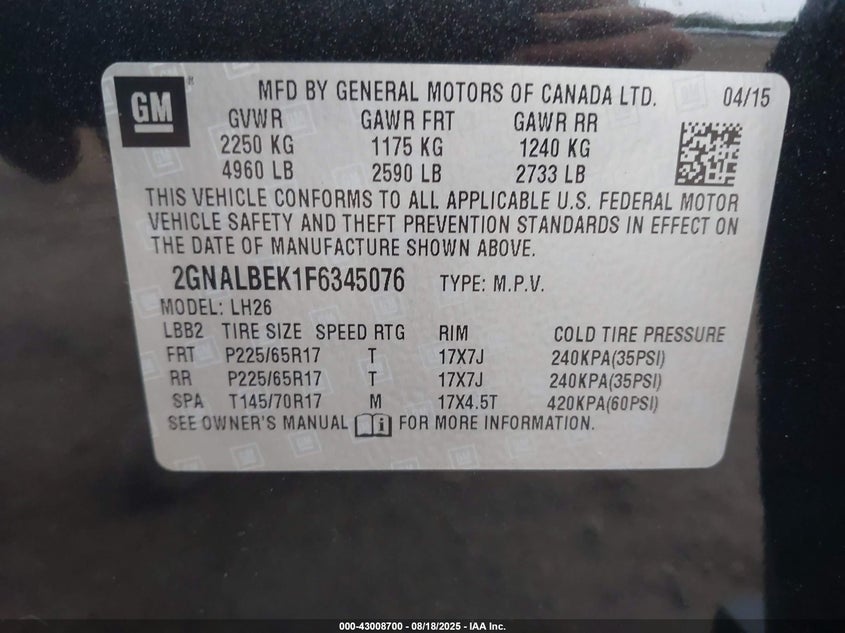 GM
MFD BY GENERAL MOTORS OF CANADA LTD. 04/15
GVWR GAWR FRT GAWR RR
2250 KG 1175 KG 1240 KG
4960 LB 2590 LB 2733 LB
THIS VEHICLE CONFORMS TO ALL APPLICABLE U.S. FEDERAL MOTOR
VEHICLE SAFETY AND THEFT PREVENTION STANDARDS IN EFFECT ON
THE DATE OF MANUFACTURE SHOWN ABOVE.
2GNALBEK1F6345076 TYPE: M.P.V.
MODEL: LH26
LBB2 TIRE SIZE SPEED RTG RIM COLD TIRE PRESSURE
FRT P225/65R17 T 17X7J 240KPA(35PSI)
RR P225/65R17 T 17X7J 240KPA(35PSI)
SPA T145/70R17 M 17X4.5T 420KPA(60PSI)
SEE OWNER'S MANUAL FOR MORE INFORMATION.
000-43008700 - 08/18/2025 - IAA Inc.